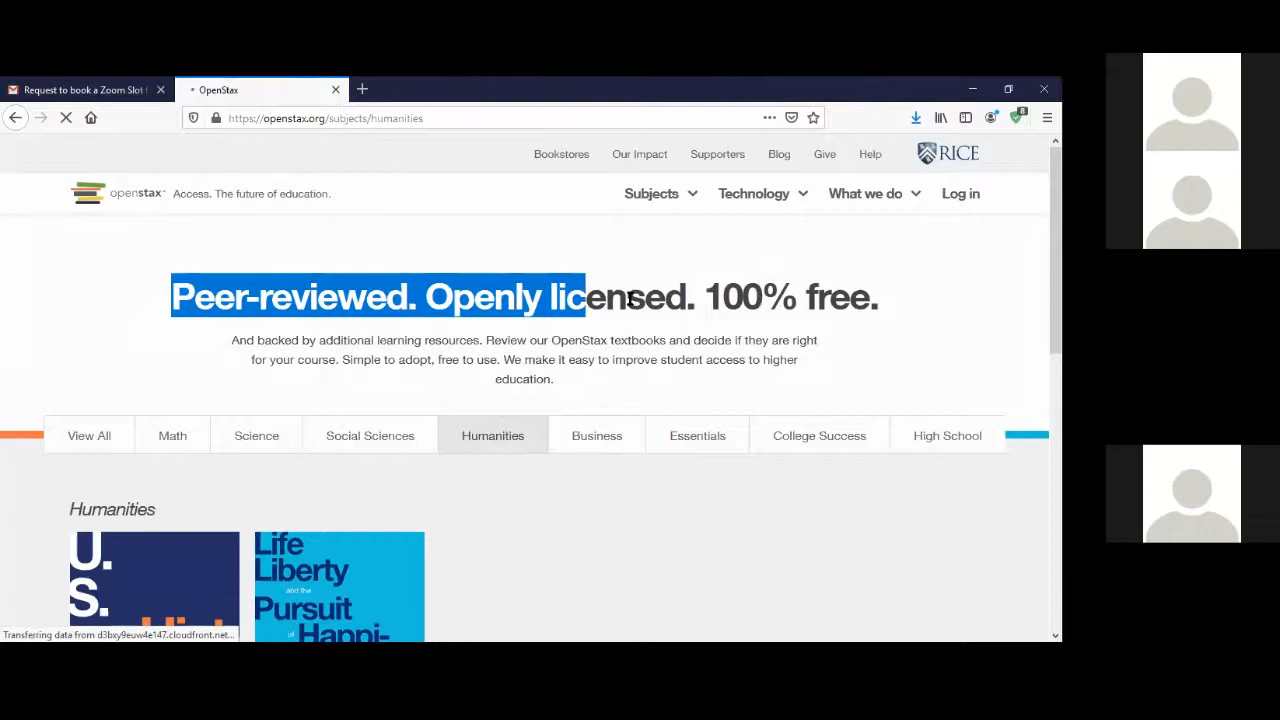 Request to book a Zoom Slot f
OpenStax
https://openstax.org/subjects/humanities
8
Bookstores Our Impact Supporters Blog Give Help RICE
openstax Access. The future of education.
Subjects Technology What we do Log in
Peer-reviewed. Openly licensed. 100% free.
And backed by additional learning resources. Review our OpenStax textbooks and decide if they are right
for your course. Simple to adopt, free to use. We make it easy to improve student access to higher
education.
View All Math Science Social Sciences Humanities Business Essentials College Success High School
Humanities
U.
S.
Life
Liberty
and the
Pursuit
of Happi-
Transferring data from d3bxy9euw4e147.cloudfront.net...